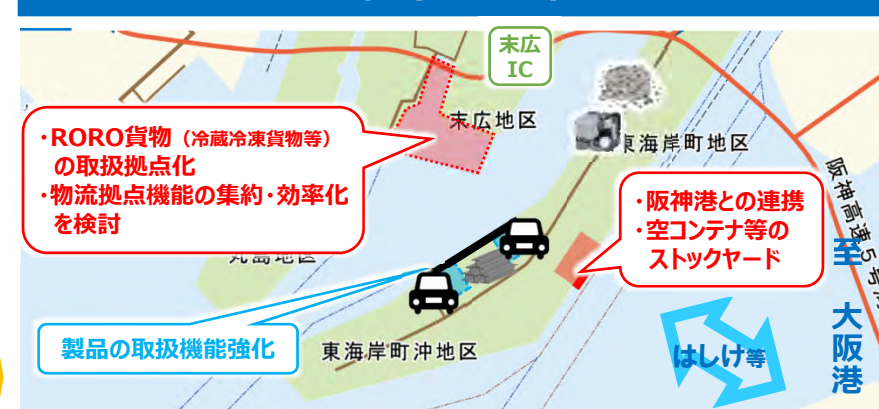 末広
IC
・RORO貨物（冷蔵冷凍貨物等）
の取扱拠点化
・物流拠点機能の集約・効率化
を検討
末広地区
東海岸町地区
・阪神港との連携
・空コンテナ等の
ストックヤード
阪神高速5号
至 大阪港
製品の取扱機能強化
東海岸町沖地区
はしけ等